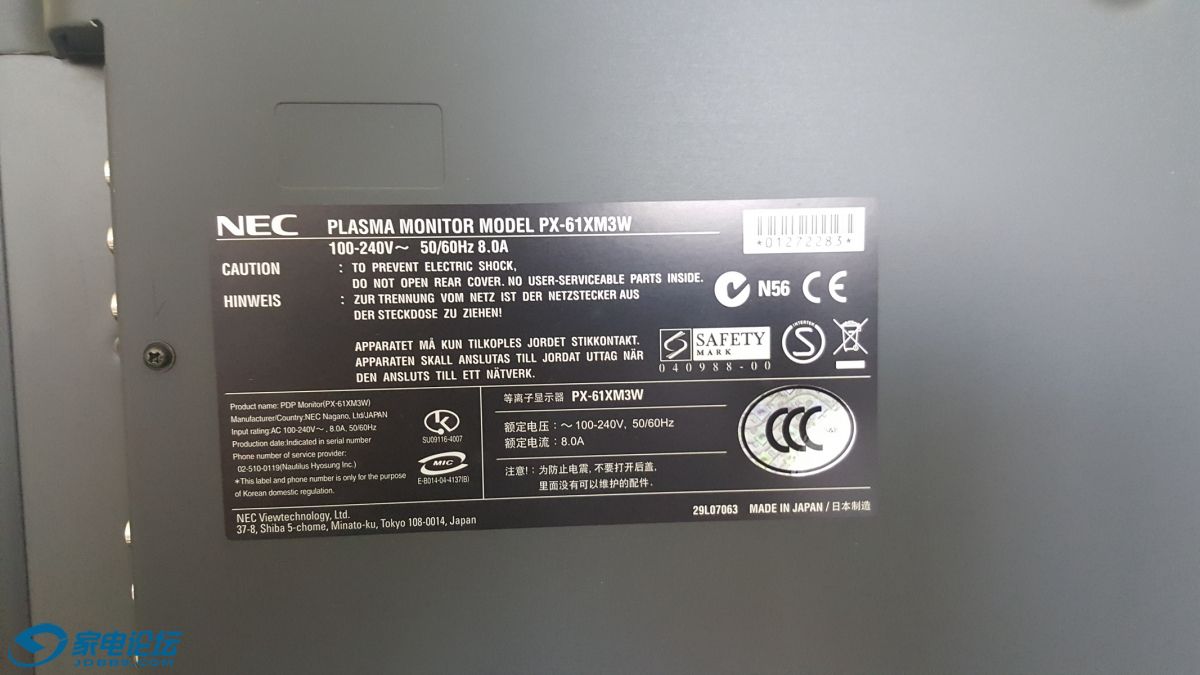 NEC PLASMA MONITOR MODEL PX-61XM3W
100-240V～ 50/60Hz 8.0A
*01272283*
CAUTION : TO PREVENT ELECTRIC SHOCK,
DO NOT OPEN REAR COVER. NO USER-SERVICEABLE PARTS INSIDE.
HINWEIS : ZUR TRENNUNG VOM NETZ IST DER NETZSTECKER AUS
DER STECKDOSE ZU ZIEHEN!
N56 CE
APPARATET MÅ KUN TILKOPLES JORDET STIKKONTAKT.
APPARATEN SKALL ANSLUTAS TILL JORDAT UTTAG NÄR
DEN ANSLUTS TILL ETT NÄTVERK.
SAFETY
MARK
040988-00
INTERTEK
S
Product name: PDP Monitor(PX-61XM3W)
Manufacturer/Country:NEC Nagano, Ltd/JAPAN
Input rating:AC 100-240V～, 8.0A, 50/60Hz
Production date:Indicated in serial number
Phone number of service provider:
02-510-0119(Nautilus Hyosung Inc.)
*This label and phone number is only for the purpose
of Korean domestic regulation.
SU09116-4007
MIC
E-B014-04-4137(B)
等离子显示器 PX-61XM3W
额定电压：～100-240V, 50/60Hz
额定电流：8.0A
注意!：为防止电震,不要打开后盖.
里面没有可以维护的配件.
CCC
S&E
NEC Viewtechnology, Ltd.
37-8, Shiba 5-chome, Minato-ku, Tokyo 108-0014, Japan
29L07063 MADE IN JAPAN / 日本制造
家电论坛
JDBBS.COM